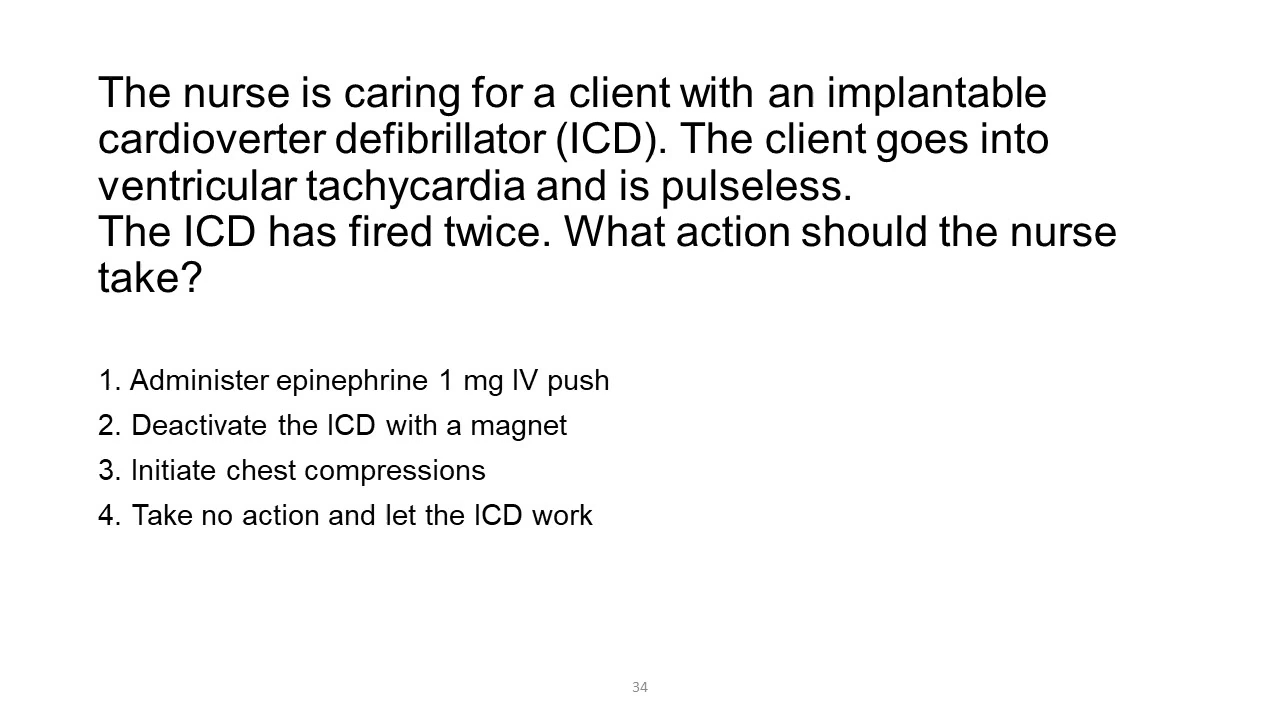 The nurse is caring for a client with an implantable
cardioverter defibrillator (ICD). The client goes into
ventricular tachycardia and is pulseless.
The ICD has fired twice. What action should the nurse
take?
1. Administer epinephrine 1 mg IV push
2. Deactivate the ICD with a magnet
3. Initiate chest compressions
4. Take no action and let the ICD work
34